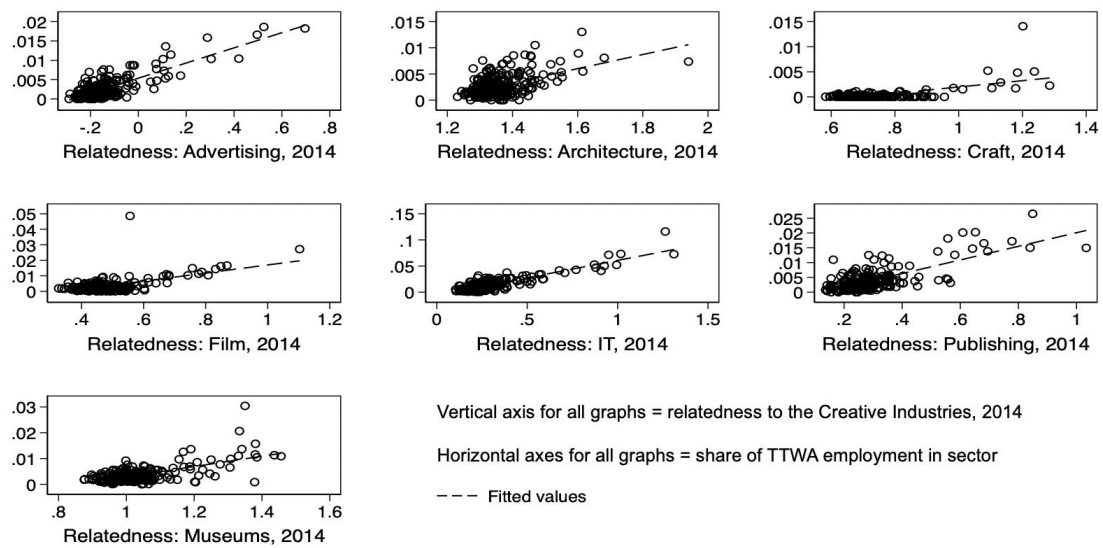 .02
.015
.01
.005
0
-.2 0 .2 .4 .6 .8
Relatedness: Advertising, 2014
.015
.01
.005
0
1.2 1.4 1.6 1.8 2
Relatedness: Architecture, 2014
.015
.01
.005
0
.6 .8 1 1.2 1.4
Relatedness: Craft, 2014
.05
.04
.03
.02
.01
0
.4 .6 .8 1 1.2
Relatedness: Film, 2014
.15
.1
.05
0
0 .5 1 1.5
Relatedness: IT, 2014
.025
.02
.015
.01
.005
0
.2 .4 .6 .8 1
Relatedness: Publishing, 2014
.03
.02
.01
0
.8 1 1.2 1.4 1.6
Relatedness: Museums, 2014
Vertical axis for all graphs = relatedness to the Creative Industries, 2014
Horizontal axes for all graphs = share of TTWA employment in sector
Fitted values